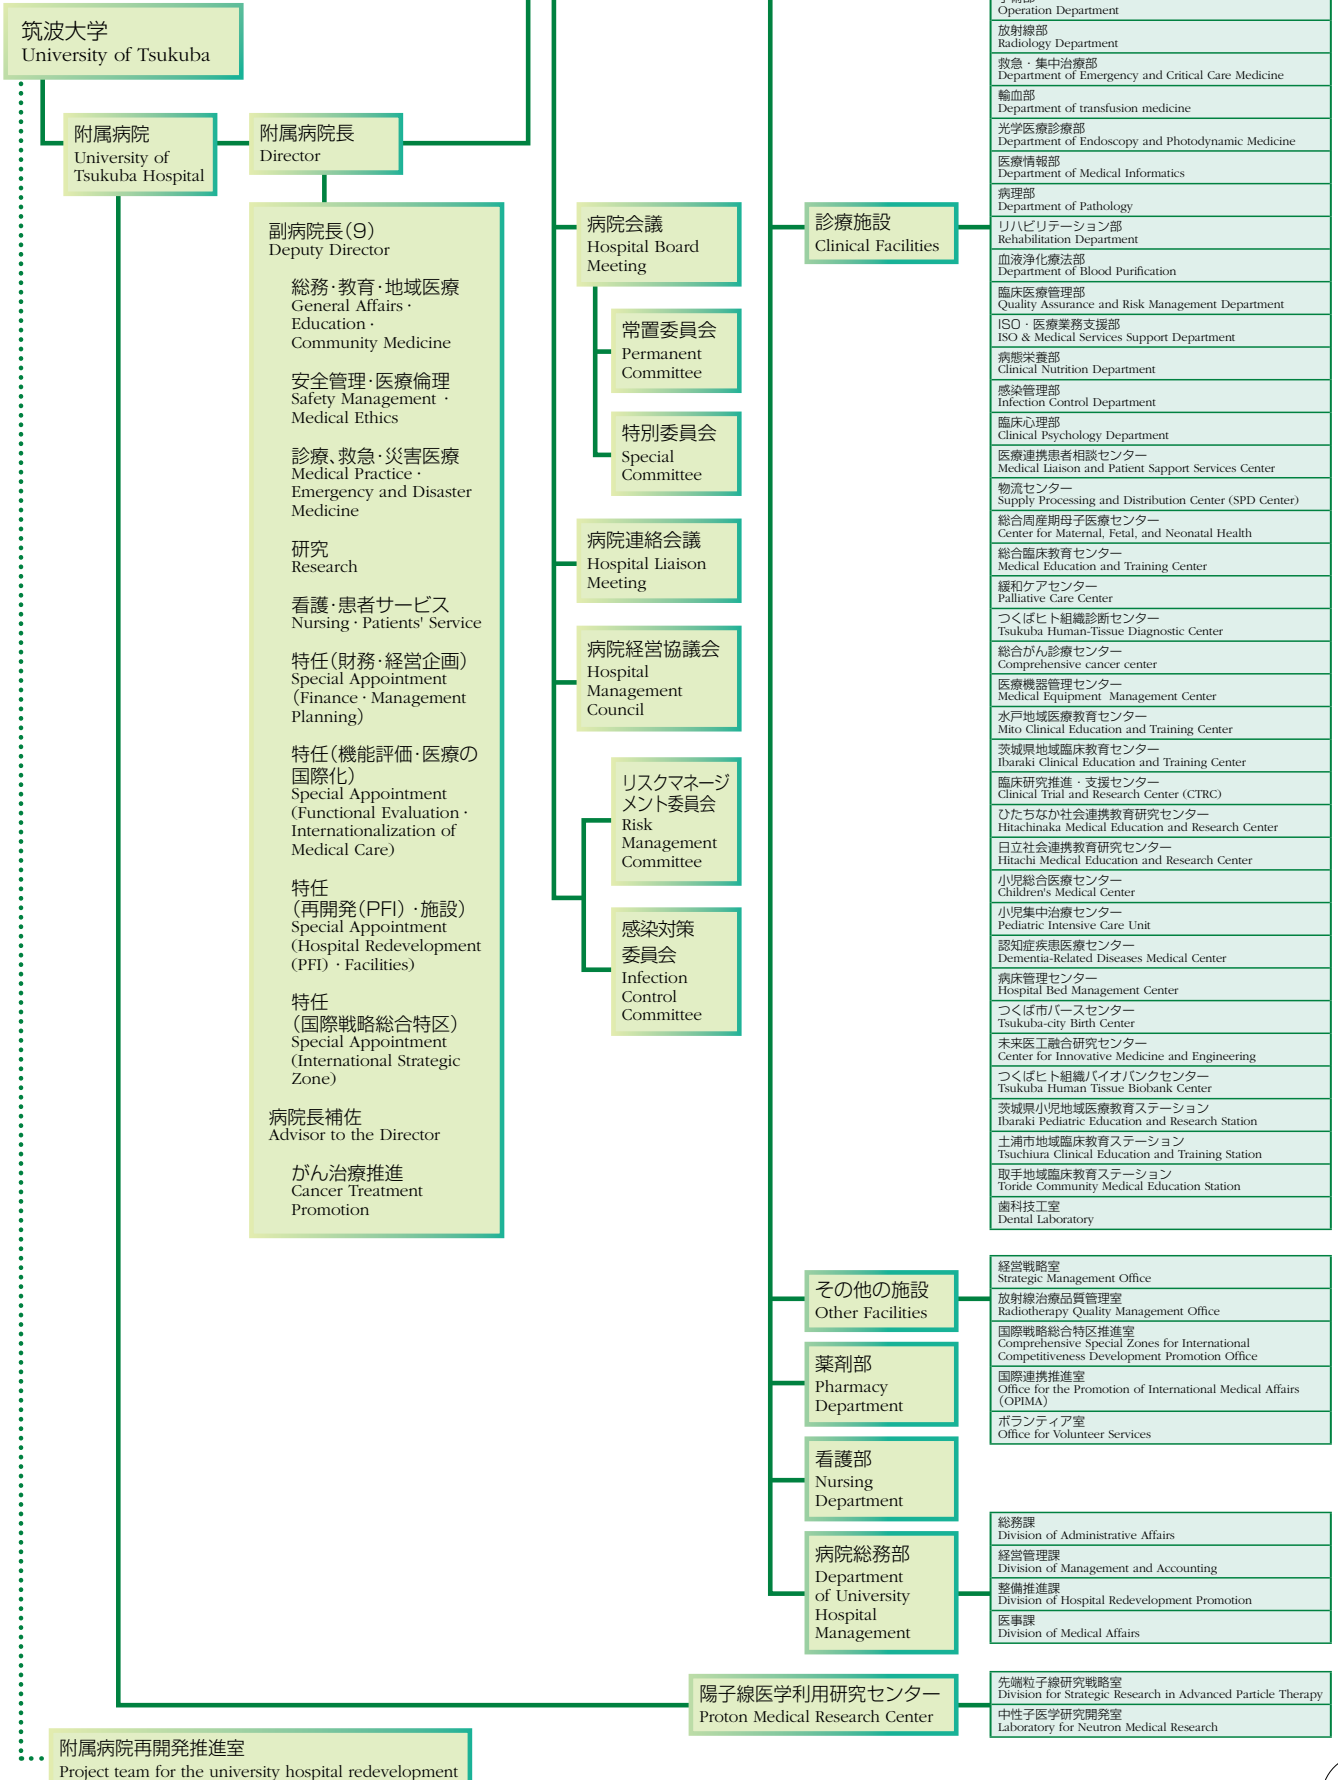 筑波大学
University of Tsukuba
附属病院
University of
Tsukuba Hospital
附属病院長
Director
副病院長(9)
Deputy Director
総務・教育・地域医療
General Affairs・
Education・
Community Medicine
安全管理・医療倫理
Safety Management・
Medical Ethics
診療、救急・災害医療
Medical Practice・
Emergency and Disaster
Medicine
研究
Research
看護・患者サービス
Nursing・Patients' Service
特任(財務・経営企画)
Special Appointment
(Finance・Management
Planning)
特任(機能評価・医療の
国際化)
Special Appointment
(Functional Evaluation・
Internationalization of
Medical Care)
特任
(再開発(PFI)・施設)
Special Appointment
(Hospital Redevelopment
(PFI)・Facilities)
特任
(国際戦略総合特区)
Special Appointment
(International Strategic
Zone)
病院長補佐
Advisor to the Director
がん治療推進
Cancer Treatment
Promotion
病院会議
Hospital Board
Meeting
常置委員会
Permanent
Committee
特別委員会
Special
Committee
病院連絡会議
Hospital Liaison
Meeting
病院経営協議会
Hospital
Management
Council
リスクマネージ
メント委員会
Risk
Management
Committee
感染対策
委員会
Infection
Control
Committee
診療施設
Clinical Facilities
Operation Department
放射線部
Radiology Department
救急・集中治療部
Department of Emergency and Critical Care Medicine
輸血部
Department of transfusion medicine
光学医療診療部
Department of Endoscopy and Photodynamic Medicine
医療情報部
Department of Medical Informatics
病理部
Department of Pathology
リハビリテーション部
Rehabilitation Department
血液浄化療法部
Department of Blood Purification
臨床医療管理部
Quality Assurance and Risk Management Department
ISO・医療業務支援部
ISO & Medical Services Support Department
病態栄養部
Clinical Nutrition Department
感染管理部
Infection Control Department
臨床心理部
Clinical Psychology Department
医療連携患者相談センター
Medical Liaison and Patient Sapport Services Center
物流センター
Supply Processing and Distribution Center (SPD Center)
総合周産期母子医療センター
Center for Maternal, Fetal, and Neonatal Health
総合臨床教育センター
Medical Education and Training Center
緩和ケアセンター
Palliative Care Center
つくばヒト組織診断センター
Tsukuba Human-Tissue Diagnostic Center
総合がん診療センター
Comprehensive cancer center
医療機器管理センター
Medical Equipment Management Center
水戸地域医療教育センター
Mito Clinical Education and Training Center
茨城県地域臨床教育センター
Ibaraki Clinical Education and Training Center
臨床研究推進・支援センター
Clinical Trial and Research Center (CTRC)
ひたちなか社会連携教育研究センター
Hitachinaka Medical Education and Research Center
日立社会連携教育研究センター
Hitachi Medical Education and Research Center
小児総合医療センター
Children's Medical Center
小児集中治療センター
Pediatric Intensive Care Unit
認知症疾患医療センター
Dementia-Related Diseases Medical Center
病床管理センター
Hospital Bed Management Center
つくば市バースセンター
Tsukuba-city Birth Center
未来医工融合研究センター
Center for Innovative Medicine and Engineering
つくばヒト組織バイオバンクセンター
Tsukuba Human Tissue Biobank Center
茨城県小児地域医療教育ステーション
Ibaraki Pediatric Education and Research Station
土浦市地域臨床教育ステーション
Tsuchiura Clinical Education and Training Station
取手地域臨床教育ステーション
Toride Community Medical Education Station
歯科技工室
Dental Laboratory
その他の施設
Other Facilities
経営戦略室
Strategic Management Office
放射線治療品質管理室
Radiotherapy Quality Management Office
国際戦略総合特区推進室
Comprehensive Special Zones for International
Competitiveness Development Promotion Office
国際連携推進室
Office for the Promotion of International Medical Affairs
(OPIMA)
ボランティア室
Office for Volunteer Services
薬剤部
Pharmacy
Department
看護部
Nursing
Department
病院総務部
Department
of University
Hospital
Management
総務課
Division of Administrative Affairs
経営管理課
Division of Management and Accounting
整備推進課
Division of Hospital Redevelopment Promotion
医事課
Division of Medical Affairs
陽子線医学利用研究センター
Proton Medical Research Center
先端粒子線研究戦略室
Division for Strategic Research in Advanced Particle Therapy
中性子医学研究開発室
Laboratory for Neutron Medical Research
附属病院再開発推進室
Project team for the university hospital redevelopment